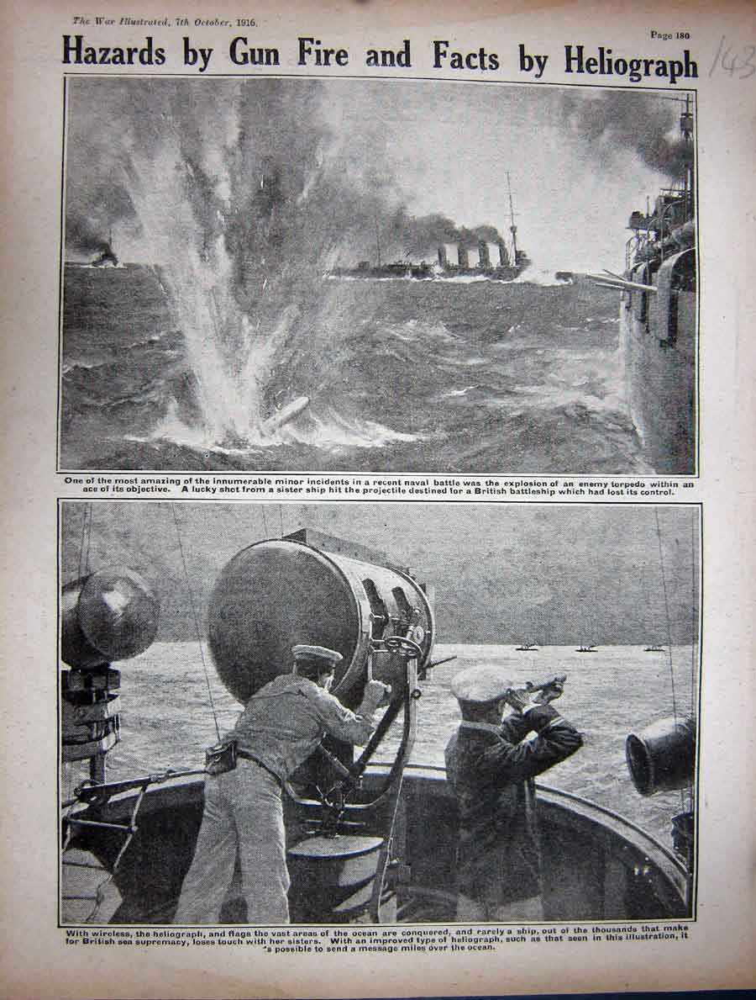 The War Illustrated, 7th October, 1916.
Page 180
143
Hazards by Gun Fire and Facts by Heliograph
One of the most amazing of the innumerable minor incidents in a recent naval battle was the explosion of an enemy torpedo within an
ace of its objective. A lucky shot from a sister ship hit the projectile destined for a British battleship which had lost its control.
With wireless, the heliograph, and flags the vast areas of the ocean are conquered, and rarely a ship, out of the thousands that make
for British sea supremacy, loses touch with her sisters. With an improved type of heliograph, such as that seen in this illustration, it
's possible to send a message miles over the ocean.